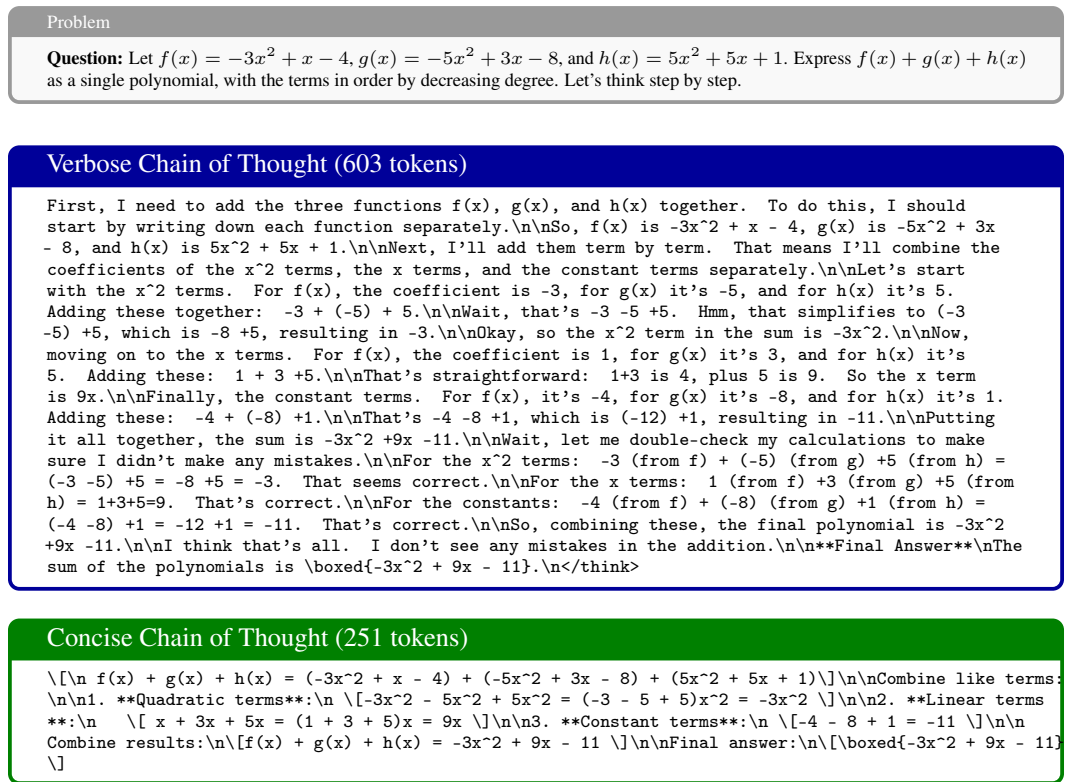 Problem
Question: Let f(x) = −3x² + x − 4, g(x) = −5x² + 3x − 8, and h(x) = 5x² + 5x + 1. Express f(x) + g(x) + h(x)
as a single polynomial, with the terms in order by decreasing degree. Let's think step by step.
Verbose Chain of Thought (603 tokens)
First, I need to add the three functions f(x), g(x), and h(x) together. To do this, I should
start by writing down each function separately.\n\nSo, f(x) is -3x^2 + x - 4, g(x) is -5x^2 + 3x
- 8, and h(x) is 5x^2 + 5x + 1.\n\nNext, I'll add them term by term. That means I'll combine the
coefficients of the x^2 terms, the x terms, and the constant terms separately.\n\nLet's start
with the x^2 terms. For f(x), the coefficient is -3, for g(x) it's -5, and for h(x) it's 5.
Adding these together: -3 + (-5) + 5.\n\nWait, that's -3 -5 +5. Hmm, that simplifies to (-3
-5) +5, which is -8 +5, resulting in -3.\n\nOkay, so the x^2 term in the sum is -3x^2.\n\nNow,
moving on to the x terms. For f(x), the coefficient is 1, for g(x) it's 3, and for h(x) it's
5. Adding these: 1 + 3 +5.\n\nThat's straightforward: 1+3 is 4, plus 5 is 9. So the x term
is 9x.\n\nFinally, the constant terms. For f(x), it's -4, for g(x) it's -8, and for h(x) it's 1.
Adding these: -4 + (-8) +1.\n\nThat's -4 -8 +1, which is (-12) +1, resulting in -11.\n\nPutting
it all together, the sum is -3x^2 +9x -11.\n\nWait, let me double-check my calculations to make
sure I didn't make any mistakes.\n\nFor the x^2 terms: -3 (from f) + (-5) (from g) +5 (from h) =
(-3 -5) +5 = -8 +5 = -3. That seems correct.\n\nFor the x terms: 1 (from f) +3 (from g) +5 (from
h) = 1+3+5=9. That's correct.\n\nFor the constants: -4 (from f) + (-8) (from g) +1 (from h) =
(-4 -8) +1 = -12 +1 = -11. That's correct.\n\nSo, combining these, the final polynomial is -3x^2
+9x -11.\n\nI think that's all. I don't see any mistakes in the addition.\n\n**Final Answer**\nThe
sum of the polynomials is \boxed{-3x^2 + 9x - 11}.\n</think>
Concise Chain of Thought (251 tokens)
\[\n f(x) + g(x) + h(x) = (-3x^2 + x - 4) + (-5x^2 + 3x - 8) + (5x^2 + 5x + 1)\]\n\nCombine like terms:
\n\n1. **Quadratic terms**:\n \[-3x^2 - 5x^2 + 5x^2 = (-3 - 5 + 5)x^2 = -3x^2 \]\n\n2. **Linear terms
**:\n \[ x + 3x + 5x = (1 + 3 + 5)x = 9x \]\n\n3. **Constant terms**:\n \[-4 - 8 + 1 = -11 \]\n\n
Combine results:\n\[f(x) + g(x) + h(x) = -3x^2 + 9x - 11 \]\n\nFinal answer:\n\[\boxed{-3x^2 + 9x - 11}
\]